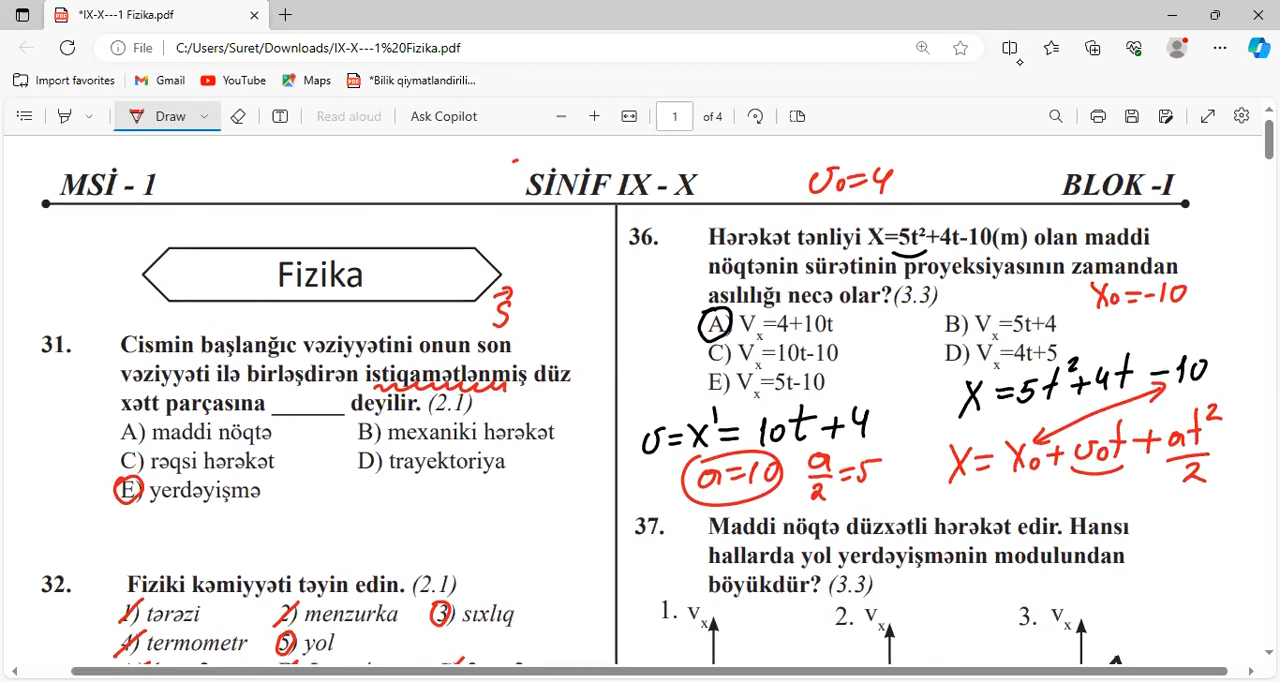 *IX-X---1 Fizika.pdf
File C:/Users/Suret/Downloads/IX-X---1%20Fizika.pdf
Import favorites Gmail YouTube Maps *Bilik qiymatlandirili...
Draw Read aloud Ask Copilot 1 of 4
MSİ - 1 SİNİF IX - X υ₀=4 BLOK -I
Fizika
S
31. Cismin başlanğıc vəziyyətini onun son
vəziyyəti ilə birləşdirən istiqamətlənmiş düz
xətt parçasına ______ deyilir. (2.1)
A) maddi nöqtə B) mexaniki hərəkət
C) rəqsi hərəkət D) trayektoriya
E) yerdəyişmə
32. Fiziki kəmiyyəti təyin edin. (2.1)
1) tərəzi 2) menzurka 3) sıxlıq
4) termometr 5) yol
36. Hərəkət tənliyi X=5t²+4t-10(m) olan maddi
nöqtənin sürətinin proyeksiyasının zamandan
asılılığı necə olar?(3.3)
x₀=-10
A) Vₓ=4+10t B) Vₓ=5t+4
C) Vₓ=10t-10 D) Vₓ=4t+5
E) Vₓ=5t-10
x=5t²+4t-10
υ=x'=10t+4
x=x₀+υ₀t+at²/2
a=10 a/2=5
37. Maddi nöqtə düzxətli hərəkət edir. Hansı
hallarda yol yerdəyişmənin modulundan
böyükdür? (3.3)
1. Vₓ 2. Vₓ 3. Vₓ